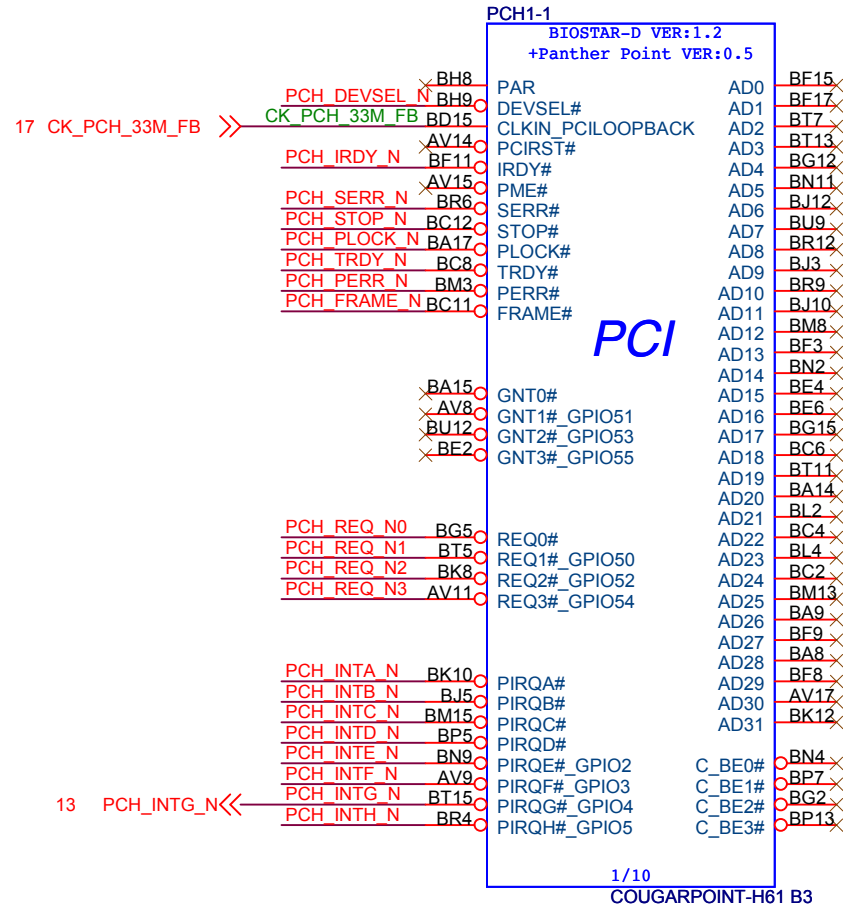 PCH1-1
BIOSTAR-D VER:1.2
+Panther Point VER:0.5
BH8 PAR AD0 BF15
PCH_DEVSEL_N BH9 DEVSEL# AD1 BF17
17 CK_PCH_33M_FB CK_PCH_33M_FB BD15 CLKIN_PCILOOPBACK AD2 BT7
AV14 PCIRST# AD3 BT13
PCH_IRDY_N BF11 IRDY# AD4 BG12
AV15 PME# AD5 BN11
PCH_SERR_N BR6 SERR# AD6 BJ12
PCH_STOP_N BC12 STOP# AD7 BU9
PCH_PLOCK_N BA17 PLOCK# AD8 BR12
PCH_TRDY_N BC8 TRDY# AD9 BJ3
PCH_PERR_N BM3 PERR# AD10 BR9
PCH_FRAME_N BC11 FRAME# AD11 BJ10
PCI
AD12 BM8
AD13 BF3
AD14 BN2
BA15 GNT0# AD15 BE4
AV8 GNT1#_GPIO51 AD16 BE6
BU12 GNT2#_GPIO53 AD17 BG15
BE2 GNT3#_GPIO55 AD18 BC6
AD19 BT11
AD20 BA14
AD21 BL2
PCH_REQ_N0 BG5 REQ0# AD22 BC4
PCH_REQ_N1 BT5 REQ1#_GPIO50 AD23 BL4
PCH_REQ_N2 BK8 REQ2#_GPIO52 AD24 BC2
PCH_REQ_N3 AV11 REQ3#_GPIO54 AD25 BM13
AD26 BA9
AD27 BF9
AD28 BA8
PCH_INTA_N BK10 PIRQA# AD29 BF8
PCH_INTB_N BJ5 PIRQB# AD30 AV17
PCH_INTC_N BM15 PIRQC# AD31 BK12
PCH_INTD_N BP5 PIRQD#
PCH_INTE_N BN9 PIRQE#_GPIO2 C_BE0# BN4
PCH_INTF_N AV9 PIRQF#_GPIO3 C_BE1# BP7
13 PCH_INTG_N PCH_INTG_N BT15 PIRQG#_GPIO4 C_BE2# BG2
PCH_INTH_N BR4 PIRQH#_GPIO5 C_BE3# BP13
1/10
COUGARPOINT-H61 B3